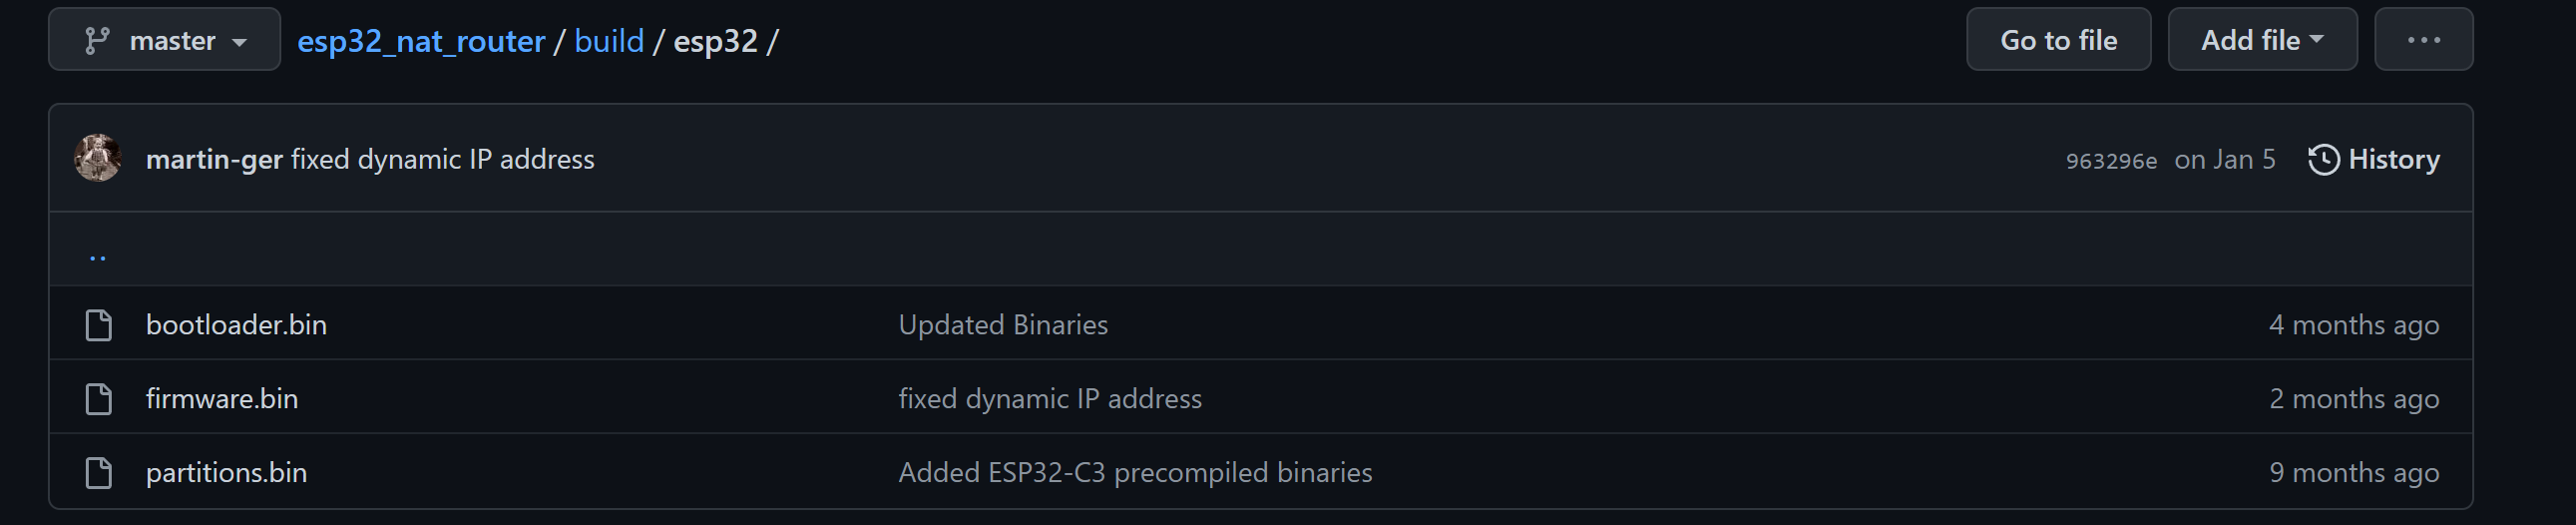 master esp32_nat_router / build / esp32 / Go to file Add file ...
martin-ger fixed dynamic IP address 963296e on Jan 5 History
..
bootloader.bin Updated Binaries 4 months ago
firmware.bin fixed dynamic IP address 2 months ago
partitions.bin Added ESP32-C3 precompiled binaries 9 months ago